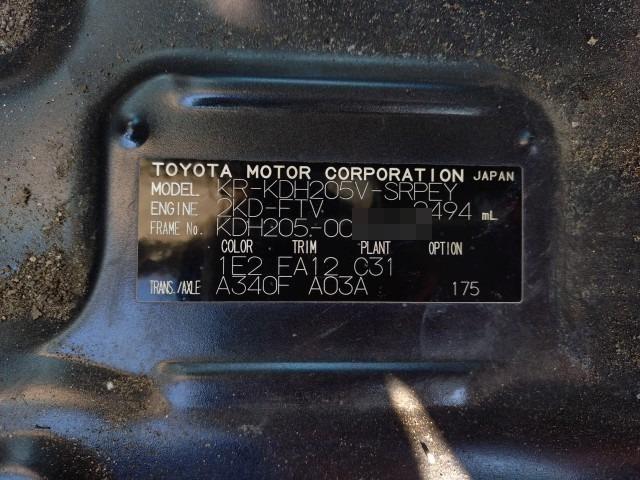 TOYOTA MOTOR CORPORATION JAPAN
MODEL KR-KDH205V-SRPEY
ENGINE 2KD-FTV 2494 mL
FRAME No. KDH205-00
COLOR TRIM PLANT OPTION
1E2 FA12 C31
TRANS./AXLE A340F A03A 175